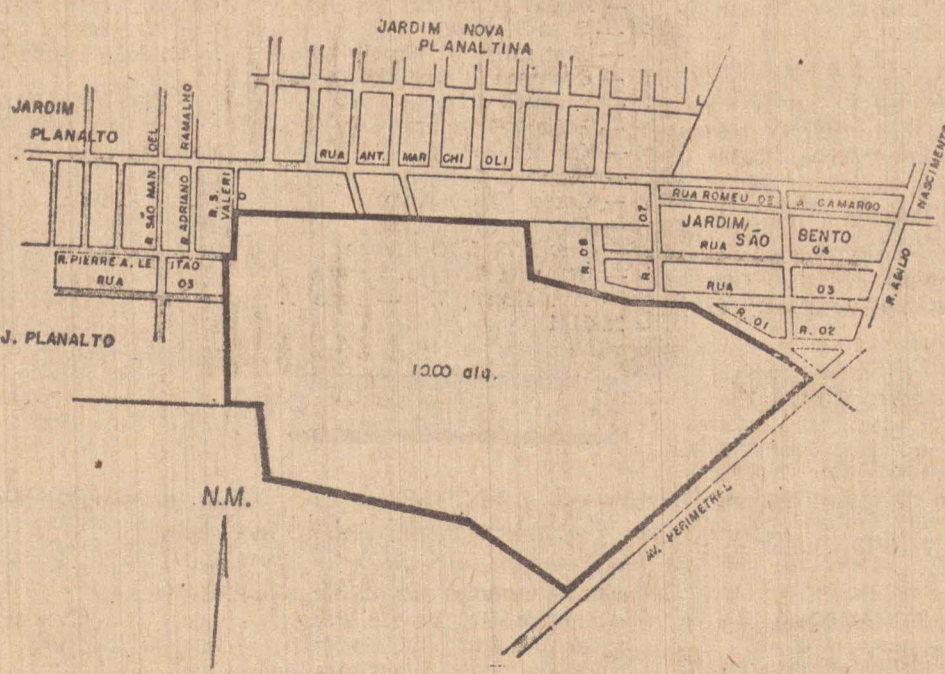 JARDIM NOVA
PLANALTINA
JARDIM
PLANALTO
R. SÃO MAN OEL
R. ADRIANO RAMALHO
R. S. VALÉRI O
RUA ANT. MAR CHI OLI
RUA ROMEU DE A. CAMARGO
NASCIMENTO
R. ABILIO
JARDIM
SÃO BENTO
RUA 04
R. 07
R. 08
R. PIERRE A. LE ITAO
RUA 03
RUA 03
R. 01
R. 02
J. PLANALTO
10.00 alq.
N.M.
AV. PERIMETRAL